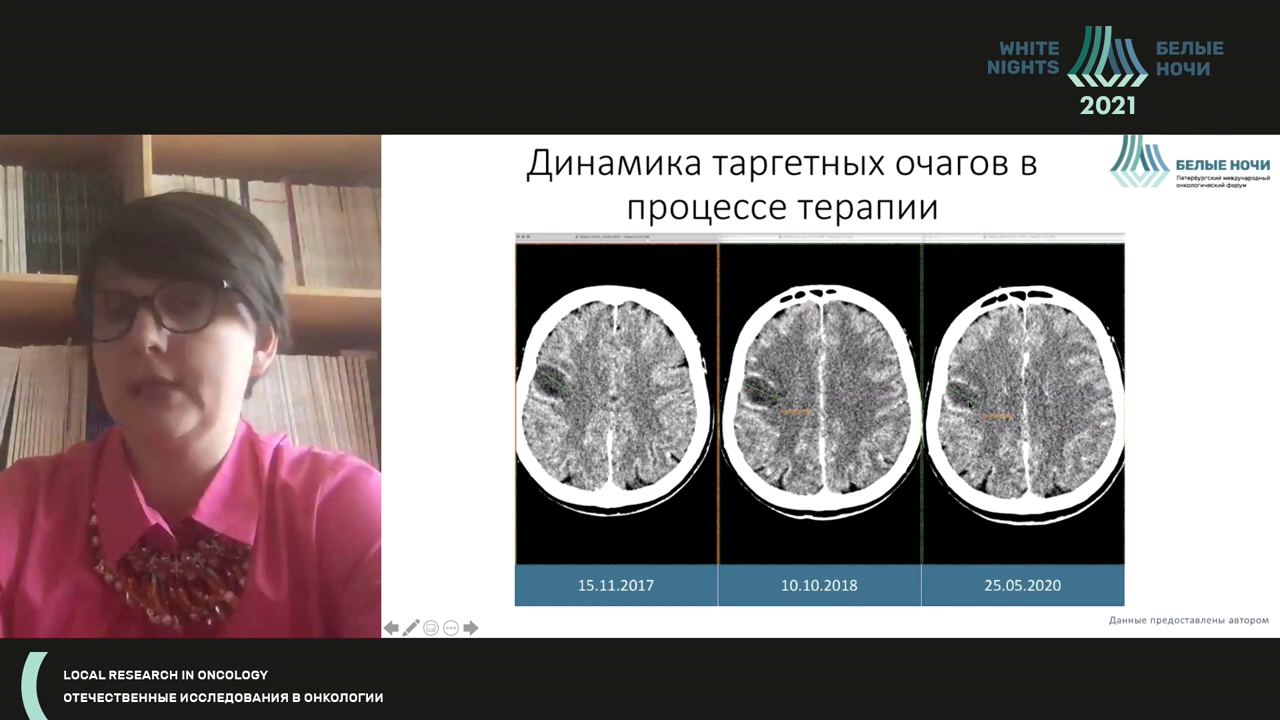 WHITE NIGHTS
БЕЛЫЕ НОЧИ
2021
Динамика таргетных очагов в
процессе терапии
БЕЛЫЕ НОЧИ
Петербургский международный
онкологический форум
15.11.2017
10.10.2018
25.05.2020
Данные предоставлены автором
LOCAL RESEARCH IN ONCOLOGY
ОТЕЧЕСТВЕННЫЕ ИССЛЕДОВАНИЯ В ОНКОЛОГИИ